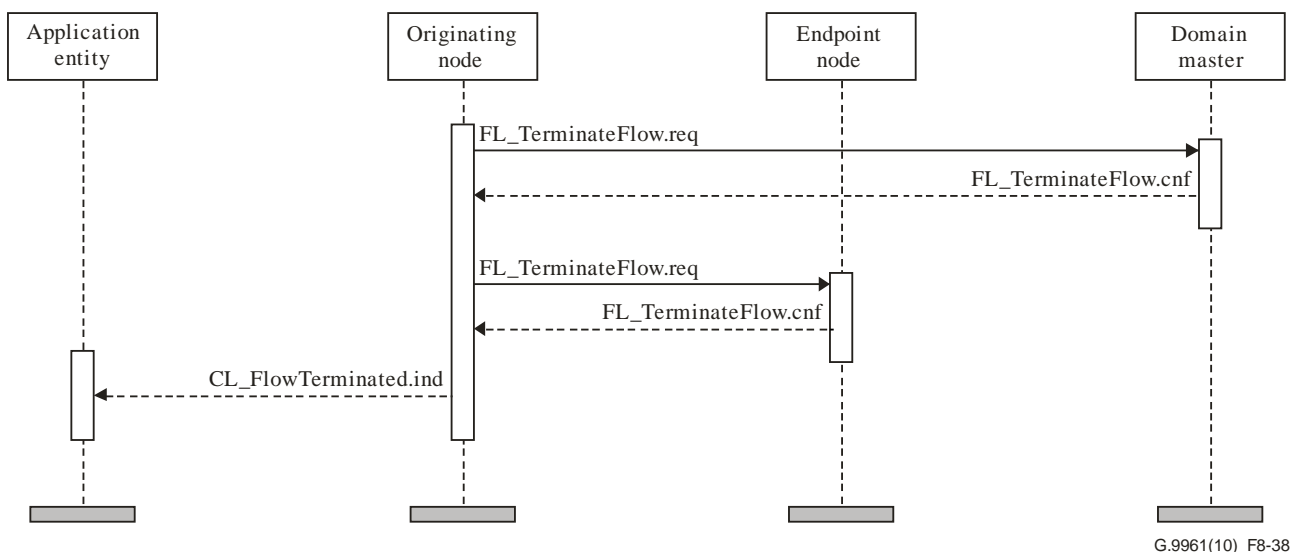 Application
entity
Originating
node
Endpoint
node
Domain
master
FL_TerminateFlow.req
FL_TerminateFlow.cnf
FL_TerminateFlow.req
FL_TerminateFlow.cnf
CL_FlowTerminated.ind
G.9961(10)_F8-38